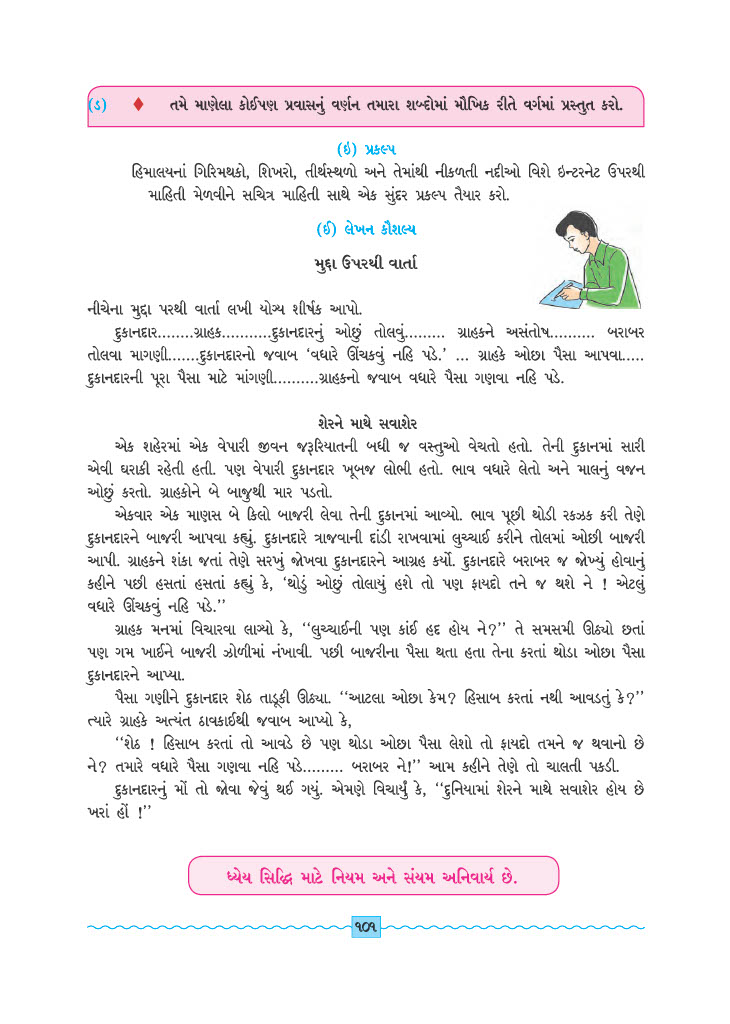 (ડ) ♦ તમે માણેલા કોઈપણ પ્રવાસનું વર્ણન તમારા શબ્દોમાં મૌખિક રીતે વર્ગમાં પ્રસ્તુત કરો.
(ઇ) પ્રકલ્પ
હિમાલયનાં ગિરિમથકો, શિખરો, તીર્થસ્થળો અને તેમાંથી નીકળતી નદીઓ વિશે ઇન્ટરનેટ ઉપરથી
માહિતી મેળવીને સચિત્ર માહિતી સાથે એક સુંદર પ્રકલ્પ તૈયાર કરો.
(ઈ) લેખન કૌશલ્ય
મુદ્દા ઉપરથી વાર્તા
નીચેના મુદ્દા પરથી વાર્તા લખી યોગ્ય શીર્ષક આપો.
દુકાનદાર........ગ્રાહક...........દુકાનદારનું ઓછું તોલવું......... ગ્રાહકને અસંતોષ.......... બરાબર
તોલવા માગણી.......દુકાનદારનો જવાબ ‘વધારે ઊંચકવું નહિ પડે.’ ... ગ્રાહકે ઓછા પૈસા આપવા.....
દુકાનદારની પૂરા પૈસા માટે માંગણી..........ગ્રાહકનો જવાબ વધારે પૈસા ગણવા નહિ પડે.
શેરને માથે સવાશેર
એક શહેરમાં એક વેપારી જીવન જરૂરિયાતની બધી જ વસ્તુઓ વેચતો હતો. તેની દુકાનમાં સારી
એવી ઘરાકી રહેતી હતી. પણ વેપારી દુકાનદાર ખૂબજ લોભી હતો. ભાવ વધારે લેતો અને માલનું વજન
ઓછું કરતો. ગ્રાહકોને બે બાજુથી માર પડતો.
એકવાર એક માણસ બે કિલો બાજરી લેવા તેની દુકાનમાં આવ્યો. ભાવ પૂછી થોડી રકઝક કરી તેણે
દુકાનદારને બાજરી આપવા કહ્યું. દુકાનદારે ત્રાજવાની દાંડી રાખવામાં લુચ્ચાઈ કરીને તોલમાં ઓછી બાજરી
આપી. ગ્રાહકને શંકા જતાં તેણે સરખું જોખવા દુકાનદારને આગ્રહ કર્યો. દુકાનદારે બરાબર જ જોખ્યું હોવાનું
કહીને પછી હસતાં હસતાં કહ્યું કે, ‘થોડું ઓછું તોલાયું હશે તો પણ ફાયદો તને જ થશે ને ! એટલું
વધારે ઊંચકવું નહિ પડે.’’
ગ્રાહક મનમાં વિચારવા લાગ્યો કે, ‘‘લુચ્ચાઈની પણ કાંઈ હદ હોય ને?’’ તે સમસમી ઊઠ્યો છતાં
પણ ગમ ખાઈને બાજરી ઝોળીમાં નંખાવી. પછી બાજરીના પૈસા થતા હતા તેના કરતાં થોડા ઓછા પૈસા
દુકાનદારને આપ્યા.
પૈસા ગણીને દુકાનદાર શેઠ તાડૂકી ઊઠ્યા. ‘‘આટલા ઓછા કેમ? હિસાબ કરતાં નથી આવડતું કે?’’
ત્યારે ગ્રાહકે અત્યંત ઠાવકાઈથી જવાબ આપ્યો કે,
‘‘શેઠ ! હિસાબ કરતાં તો આવડે છે પણ થોડા ઓછા પૈસા લેશો તો ફાયદો તમને જ થવાનો છે
ને? તમારે વધારે પૈસા ગણવા નહિ પડે......... બરાબર ને!’’ આમ કહીને તેણે તો ચાલતી પકડી.
દુકાનદારનું મોં તો જોવા જેવું થઈ ગયું. એમણે વિચાર્યું કે, ‘‘દુનિયામાં શેરને માથે સવાશેર હોય છે
ખરાં હોં !’’
ધ્યેય સિદ્ધિ માટે નિયમ અને સંયમ અનિવાર્ય છે.
૧૦૧